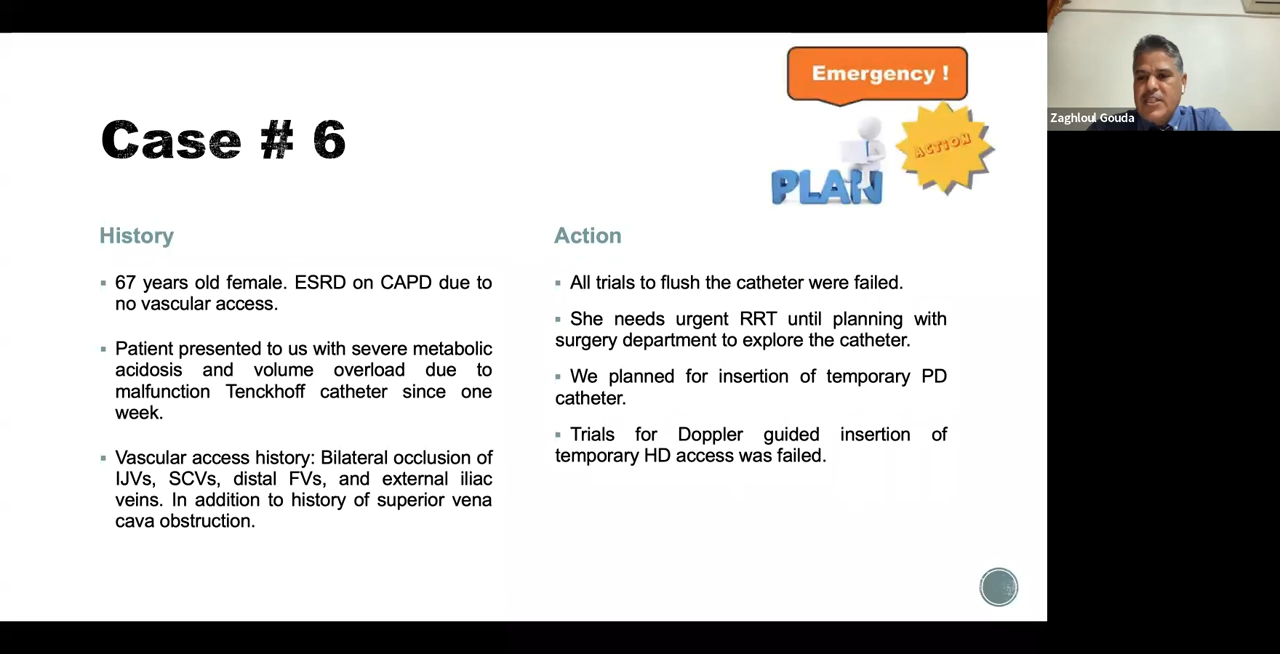 Emergency !
ACTION
PLAN
Zaghloul Gouda
Case # 6
History
67 years old female. ESRD on CAPD due to
no vascular access.
Patient presented to us with severe metabolic
acidosis and volume overload due to
malfunction Tenckhoff catheter since one
week.
Vascular access history: Bilateral occlusion of
IJVs, SCVs, distal FVs, and external iliac
veins. In addition to history of superior vena
cava obstruction.
Action
All trials to flush the catheter were failed.
She needs urgent RRT until planning with
surgery department to explore the catheter.
We planned for insertion of temporary PD
catheter.
Trials for Doppler guided insertion of
temporary HD access was failed.